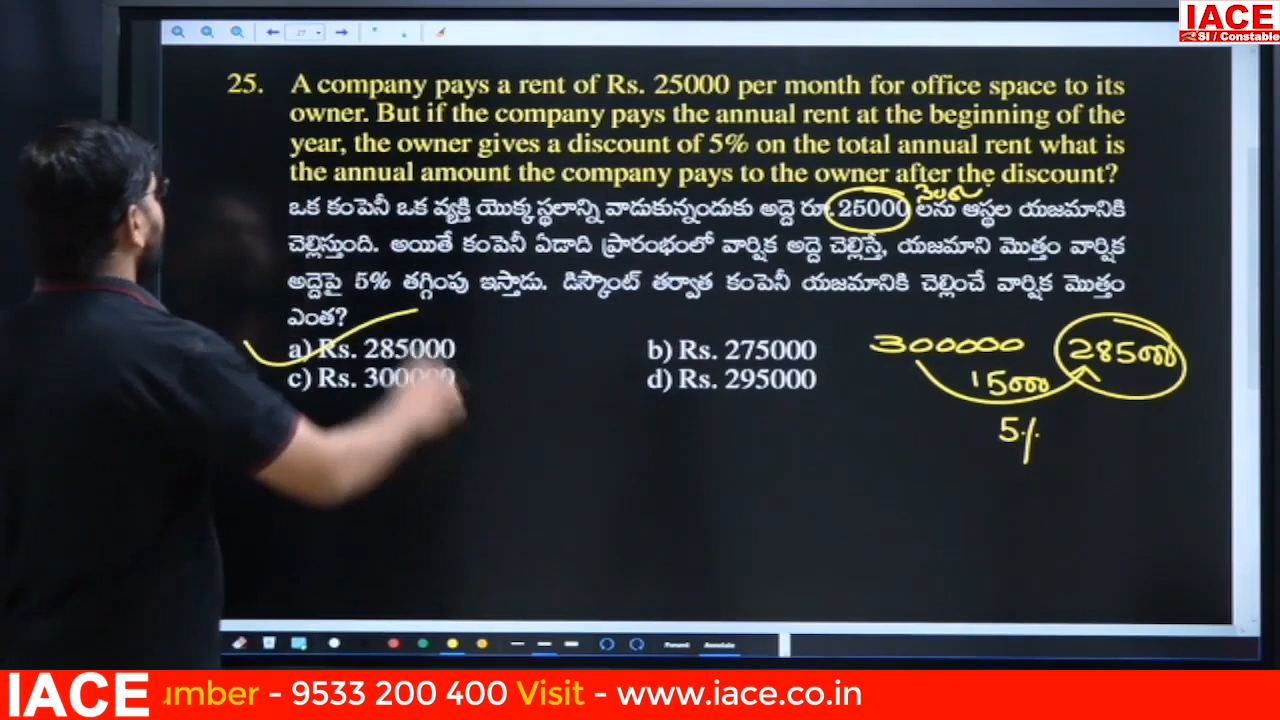 IACE
SI / Constable
27
25. A company pays a rent of Rs. 25000 per month for office space to its
owner. But if the company pays the annual rent at the beginning of the
year, the owner gives a discount of 5% on the total annual rent what is
the annual amount the company pays to the owner after the discount?
నెలకు
ఒక కంపెనీ ఒక వ్యక్తి యొక్క స్థలాన్ని వాడుకున్నందుకు అద్దె రూ.25000 లను ఆస్థల యజమానికి
చెల్లిస్తుంది. అయితే కంపెనీ ఏడాది ప్రారంభంలో వార్షిక అద్దె చెల్లిస్తే, యజమాని మొత్తం వార్షిక
అద్దెపై 5% తగ్గింపు ఇస్తాడు. డిస్కౌంట్ తర్వాత కంపెనీ యజమానికి చెల్లించే వార్షిక మొత్తం
ఎంత?
a) Rs. 285000 b) Rs. 275000 300000 285000
c) Rs. 300000 d) Rs. 295000 15000
5%
IACE umber - 9533 200 400 Visit - www.iace.co.in